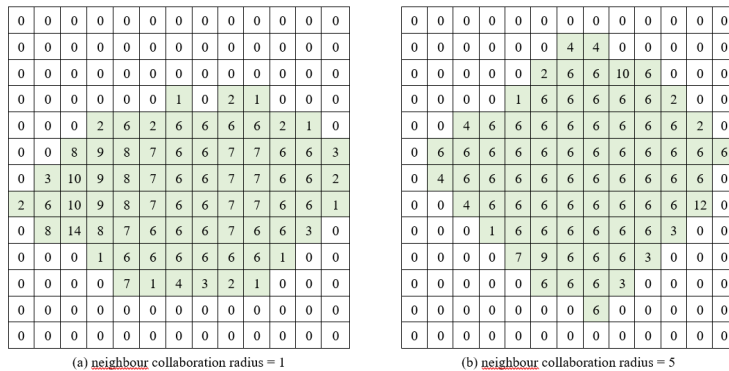 0 0 0 0 0 0 0 0 0 0 0 0 0
0 0 0 0 0 0 0 0 0 0 0 0 0
0 0 0 0 0 0 0 0 0 0 0 0 0
0 0 0 0 0 0 1 0 2 1 0 0 0
0 0 0 2 6 2 6 6 6 6 2 1 0
0 0 8 9 8 7 6 6 7 7 6 6 3
0 3 10 9 8 7 6 6 7 7 6 6 2
2 6 10 9 8 7 6 6 7 7 6 6 1
0 8 14 8 7 6 6 6 7 6 6 3 0
0 0 0 1 6 6 6 6 6 6 1 0 0
0 0 0 0 7 1 4 3 2 1 0 0 0
0 0 0 0 0 0 0 0 0 0 0 0 0
0 0 0 0 0 0 0 0 0 0 0 0 0
(a) neighbour collaboration radius = 1
0 0 0 0 0 0 0 0 0 0 0 0 0
0 0 0 0 0 0 4 4 0 0 0 0 0
0 0 0 0 0 2 6 6 10 6 0 0 0
0 0 0 0 1 6 6 6 6 6 2 0 0
0 0 4 6 6 6 6 6 6 6 6 2 0
0 6 6 6 6 6 6 6 6 6 6 6 6
0 4 6 6 6 6 6 6 6 6 6 6 0
0 0 4 6 6 6 6 6 6 6 6 12 0
0 0 0 1 6 6 6 6 6 6 3 0 0
0 0 0 0 7 9 6 6 6 3 0 0 0
0 0 0 0 0 6 6 6 3 0 0 0 0
0 0 0 0 0 0 0 6 0 0 0 0 0
0 0 0 0 0 0 0 0 0 0 0 0 0
(b) neighbour collaboration radius = 5